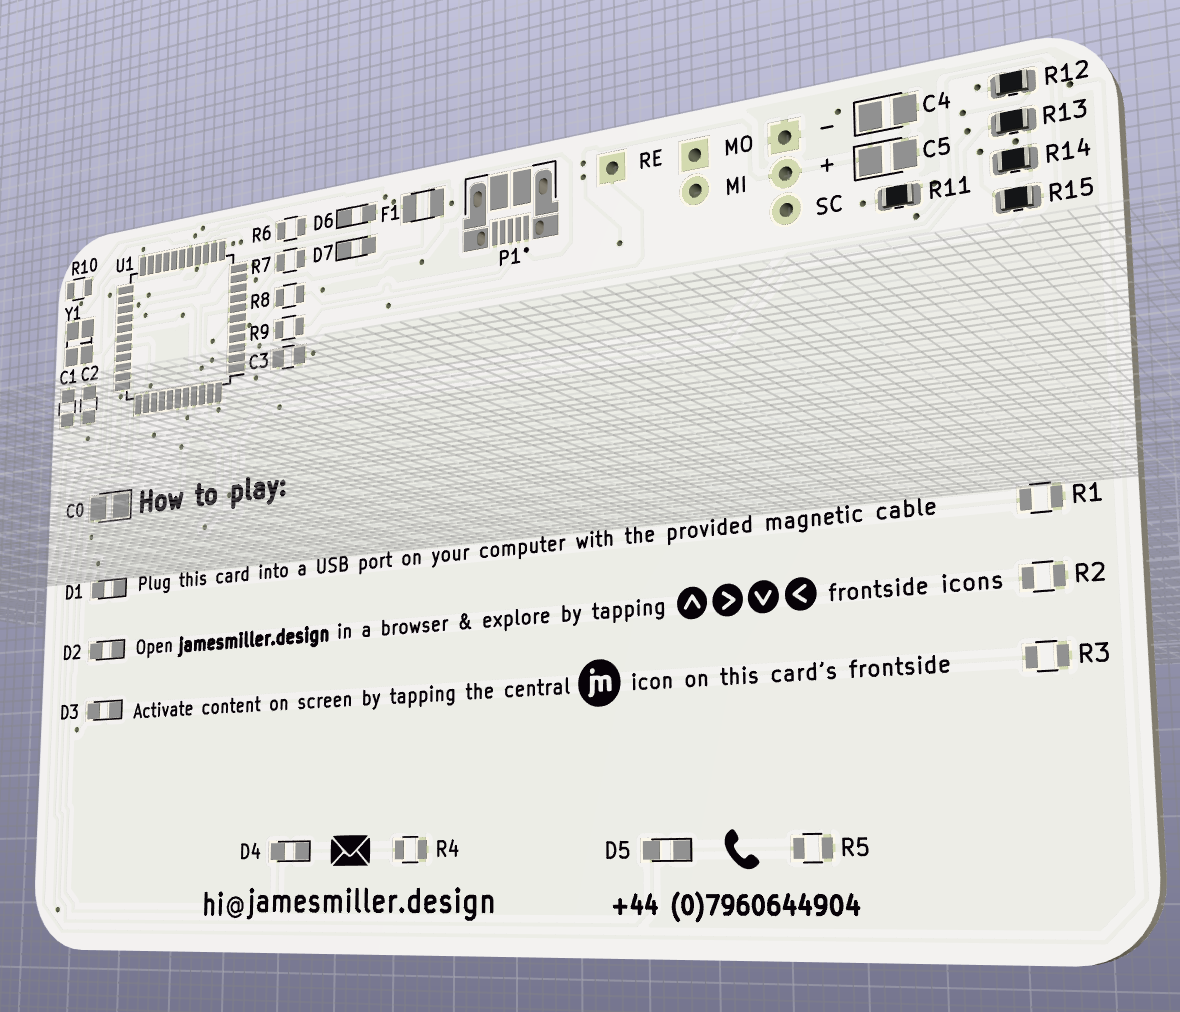 R12
R13
R14
R15
C4
C5
R11
RE
MO
MI
-
+
SC
R6
R7
R8
R9
C3
D6
D7
F1
P1
R10
U1
Y1
C1 C2
C0 How to play:
D1 Plug this card into a USB port on your computer with the provided magnetic cable R1
D2 Open jamesmiller.design in a browser & explore by tapping frontside icons R2
D3 Activate content on screen by tapping the central jm icon on this card's frontside R3
D4 R4 D5 R5
hi@jamesmiller.design +44 (0)7960644904